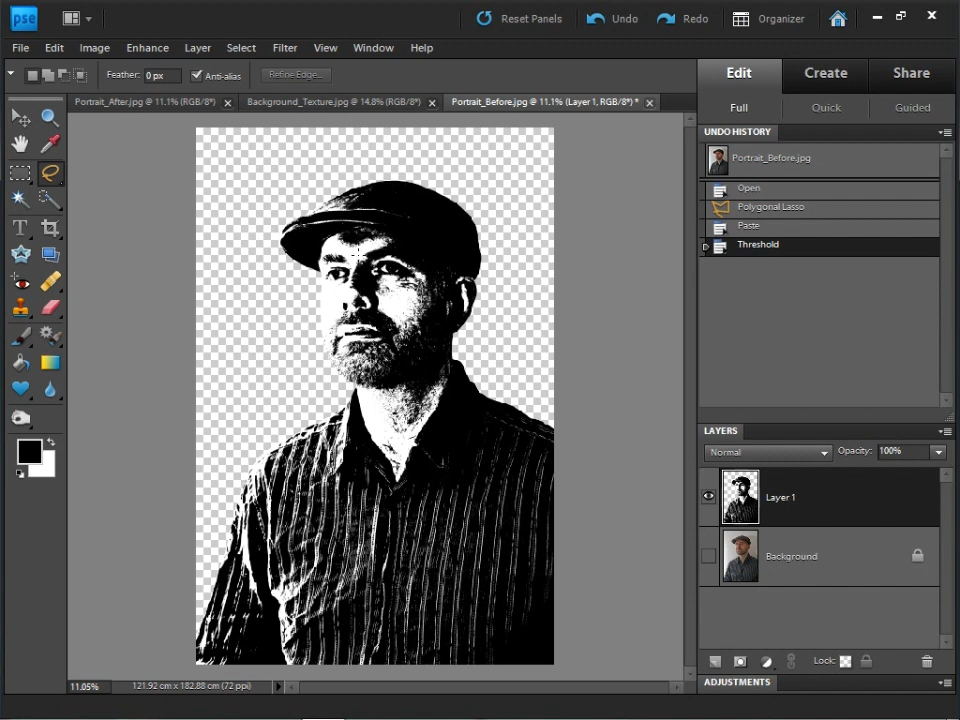 pse Reset Panels Undo Redo Organizer
File Edit Image Enhance Layer Select Filter View Window Help
Feather: 0 px Anti-alias Refine Edge...
Edit Create Share
Portrait_After.jpg @ 11.1% (RGB/8*) Background_Texture.jpg @ 14.8% (RGB/8*) Portrait_Before.jpg @ 11.1% (Layer 1, RGB/8*) *
Full Quick Guided
UNDO HISTORY
Portrait_Before.jpg
Open
Polygonal Lasso
Paste
Threshold
T
LAYERS
Normal Opacity: 100%
Layer 1
Background
Lock:
ADJUSTMENTS
11.05% 121.92 cm x 182.88 cm (72 ppi)